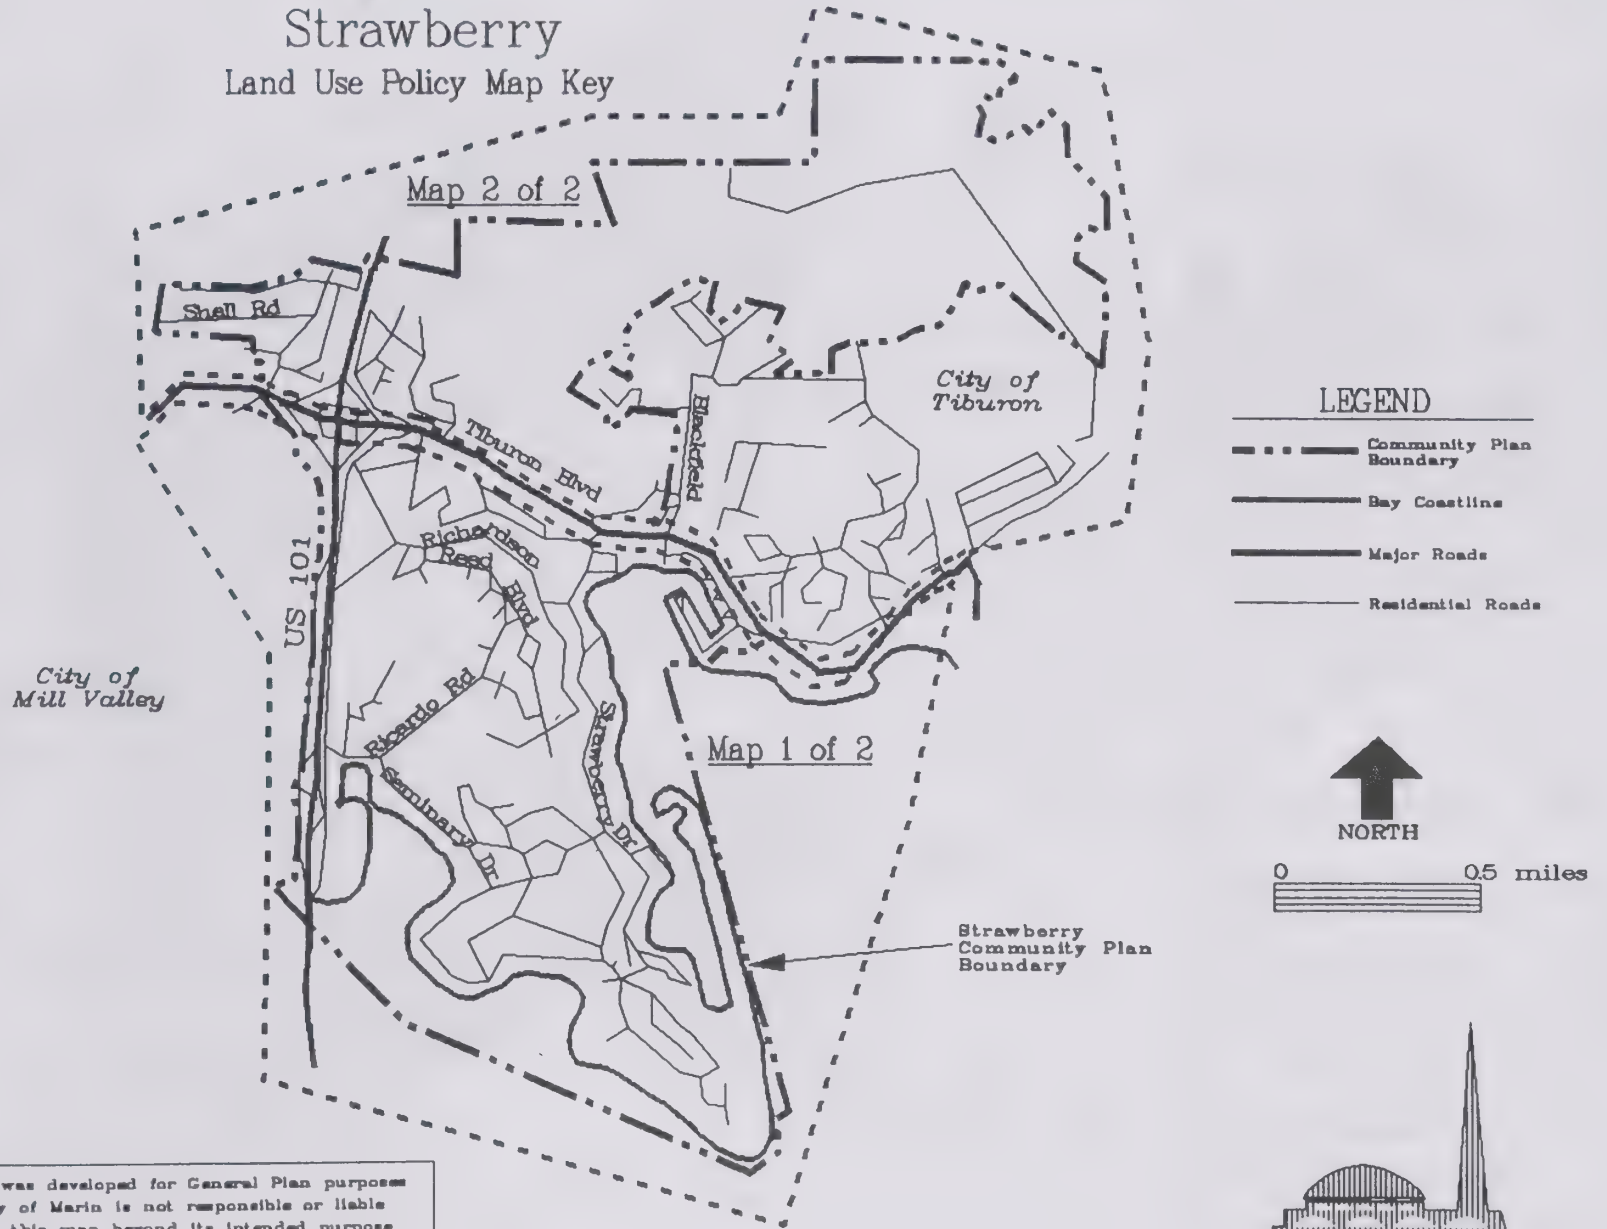 Strawberry
Land Use Policy Map Key
Map 2 of 2
Shell Rd
City of
Tiburon
Blackfield
Tiburon Blvd
LEGEND
Community Plan
Boundary
Bay Coastline
Major Roads
Residential Roads
Richardson
Reed
Blvd
US 101
City of
Mill Valley
Ricardo Rd
Strawberry Dr
Map 1 of 2
Seminary Dr
NORTH
0 0.5 miles
Strawberry
Community Plan
Boundary
was developed for General Plan purposes
y of Marin is not responsible or liable
this map beyond its intended purpose